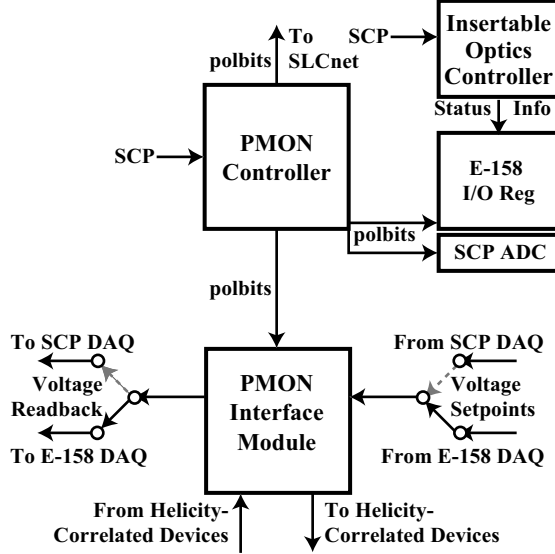 To
SLCnet
polbits
SCP
Insertable
Optics
Controller
Status Info
SCP
PMON
Controller
E-158
I/O Reg
polbits
SCP ADC
polbits
To SCP DAQ
Voltage
Readback
To E-158 DAQ
PMON
Interface
Module
From SCP DAQ
Voltage
Setpoints
From E-158 DAQ
From Helicity-
Correlated Devices
To Helicity-
Correlated Devices